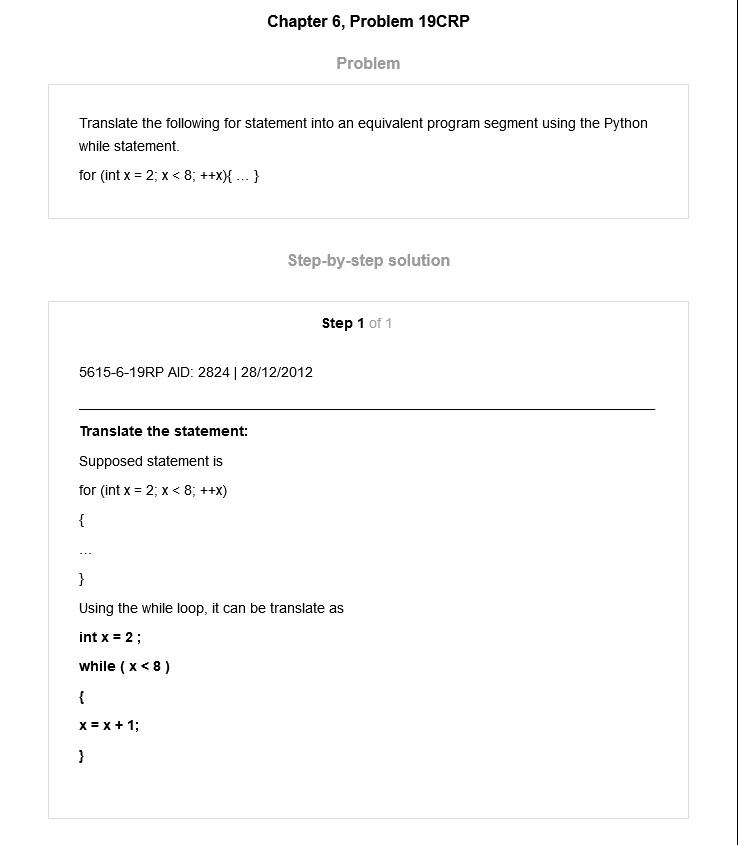 Chapter 6, Problem 19CRP
Problem
Translate the following for statement into an equivalent program segment using the Python
while statement.
for (int x = 2; x < 8; ++x){ … }
Step-by-step solution
Step 1 of 1
5615-6-19RP AID: 2824 | 28/12/2012
Translate the statement:
Supposed statement is
for (int x = 2; x < 8; ++x)
{
…
}
Using the while loop, it can be translate as
int x = 2 ;
while ( x < 8 )
{
x = x + 1;
}